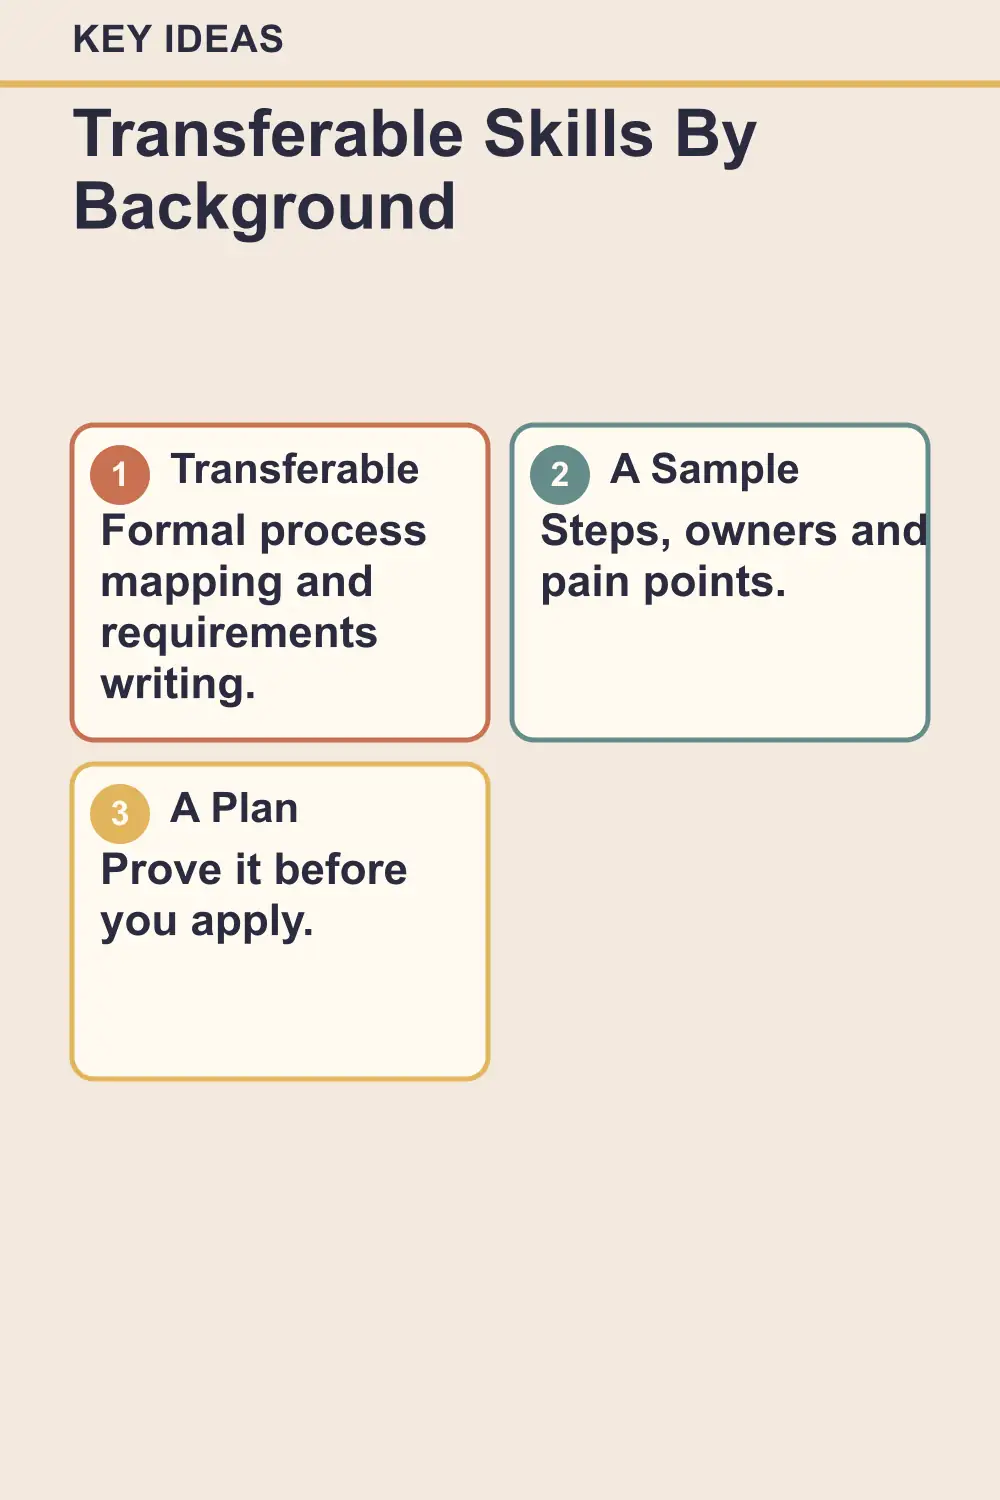 KEY IDEAS
Transferable Skills By
Background
1 Transferable
Formal process
mapping and
requirements
writing.
2 A Sample
Steps, owners and
pain points.
3 A Plan
Prove it before
you apply.